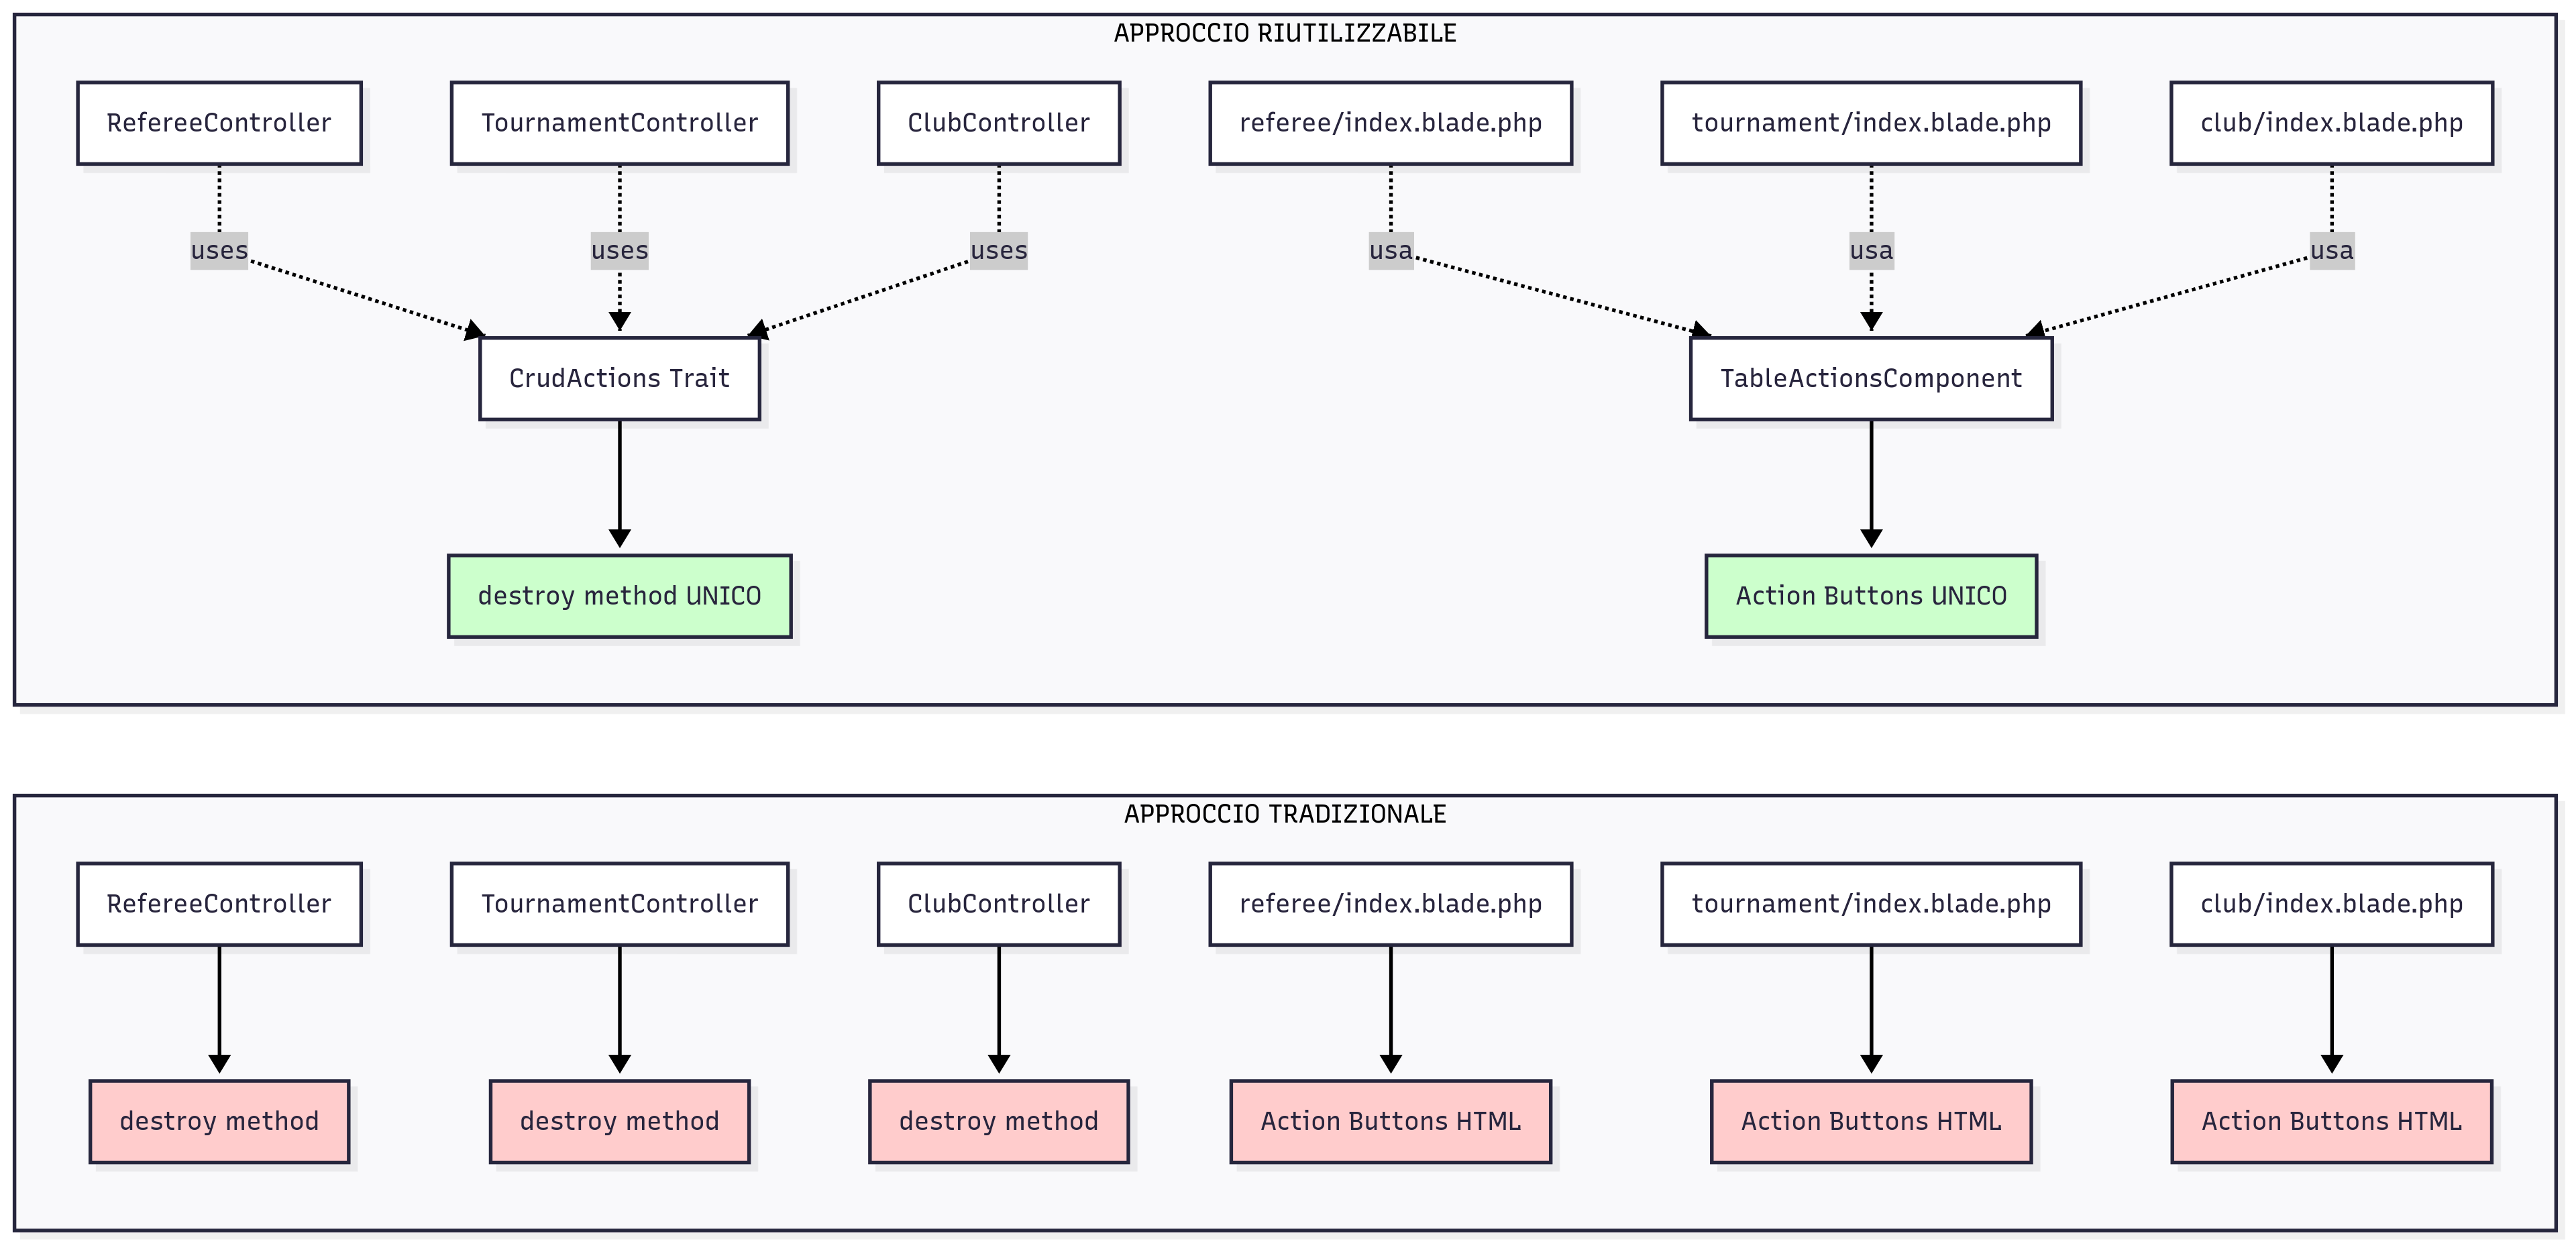 APPROCCIO RIUTILIZZABILE
RefereeController
TournamentController
ClubController
referee/index.blade.php
tournament/index.blade.php
club/index.blade.php
uses
uses
uses
usa
usa
usa
CrudActions Trait
TableActionsComponent
destroy method UNICO
Action Buttons UNICO
APPROCCIO TRADIZIONALE
RefereeController
TournamentController
ClubController
referee/index.blade.php
tournament/index.blade.php
club/index.blade.php
destroy method
destroy method
destroy method
Action Buttons HTML
Action Buttons HTML
Action Buttons HTML